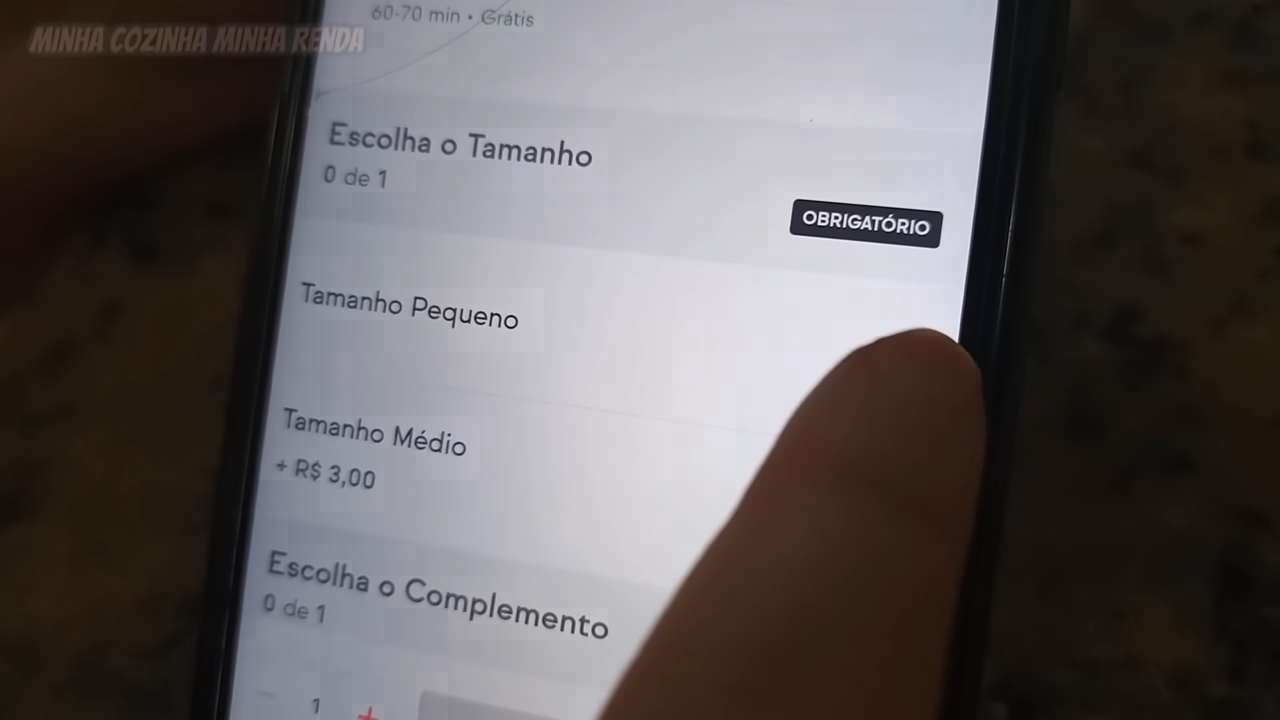 60-70 min • Grátis
MINHA COZINHA MINHA RENDA
Escolha o Tamanho
0 de 1
OBRIGATÓRIO
Tamanho Pequeno
Tamanho Médio
+ R$ 3,00
Escolha o Complemento
0 de 1
1
+